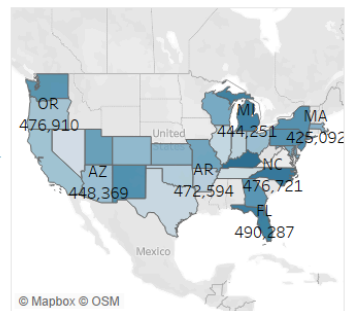 OR
476,910
MI
444,251
MA
425,092
United
AZ
448,369
AR
472,594
NC
476,721
FL
490,287
Mexico
© Mapbox © OSM